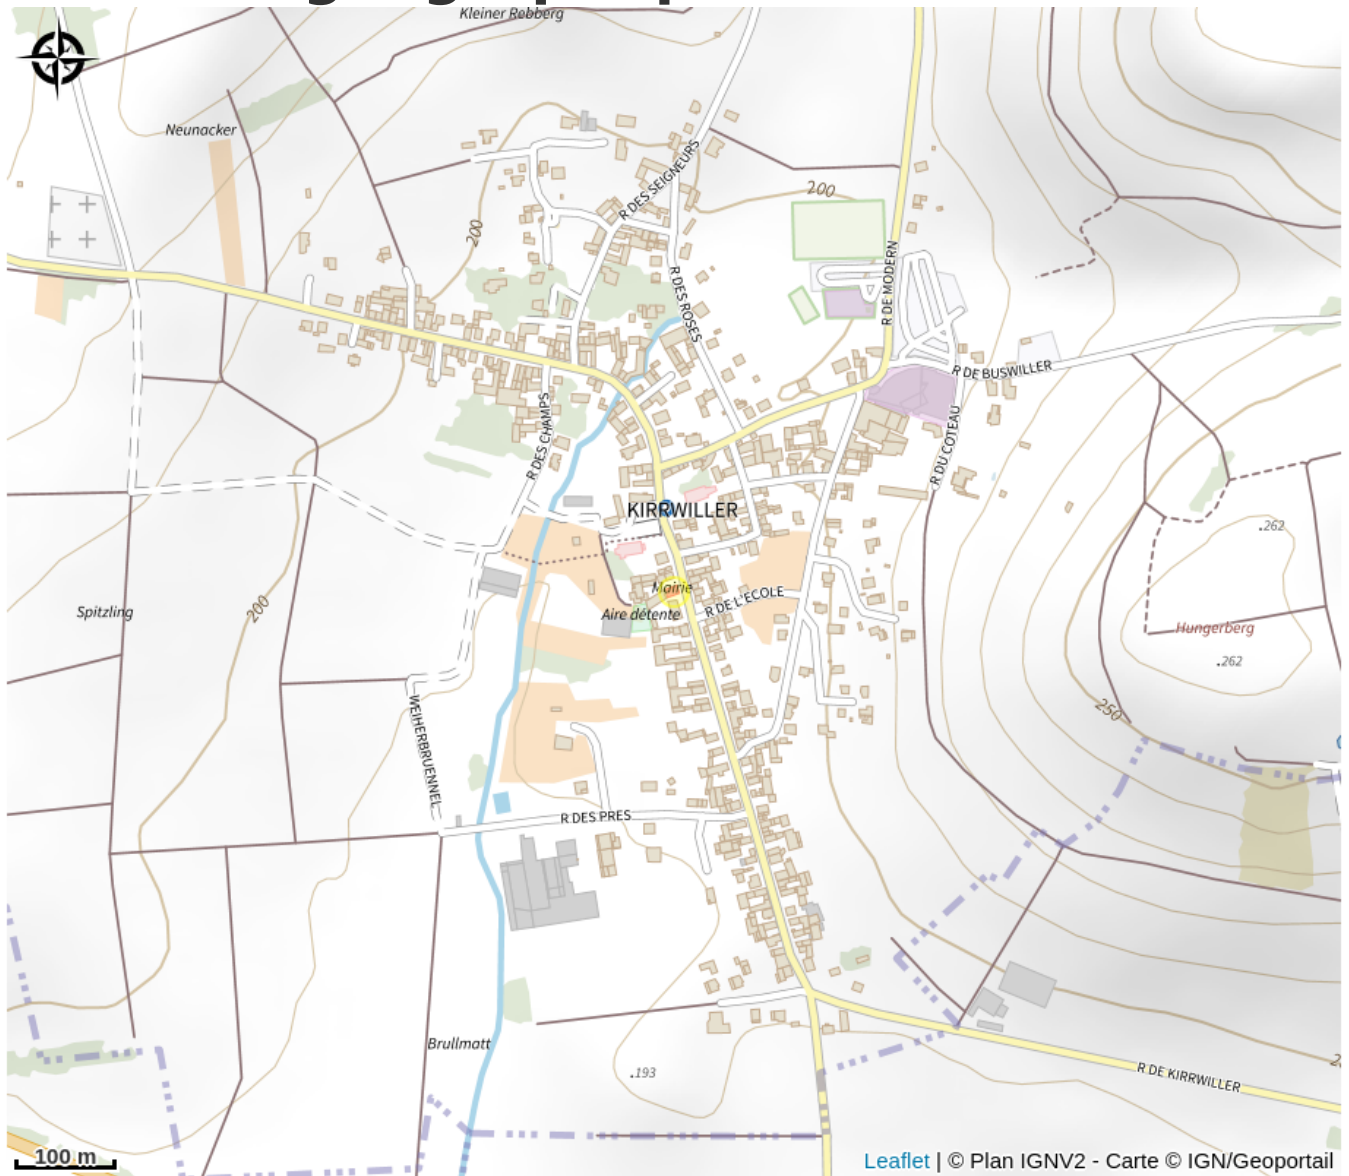 Kleiner Rebberg
Neunacker
200
R DES SEIGNEURS
200
R DE MODERN
R DES ROSES
R DE BUSWILLER
R DES CHAMPS
R DU COTEAU
KIRRWILLER
.262
Mairie
R DE L'ECOLE
Aire détente
Spitzling
200
Hungerberg
.262
250
WEIHERBRUENNEL
R DES PRES
Brullmatt
.193
R DE KIRRWILLER
100 m
Leaflet | © Plan IGNV2 - Carte © IGN/Geoportail